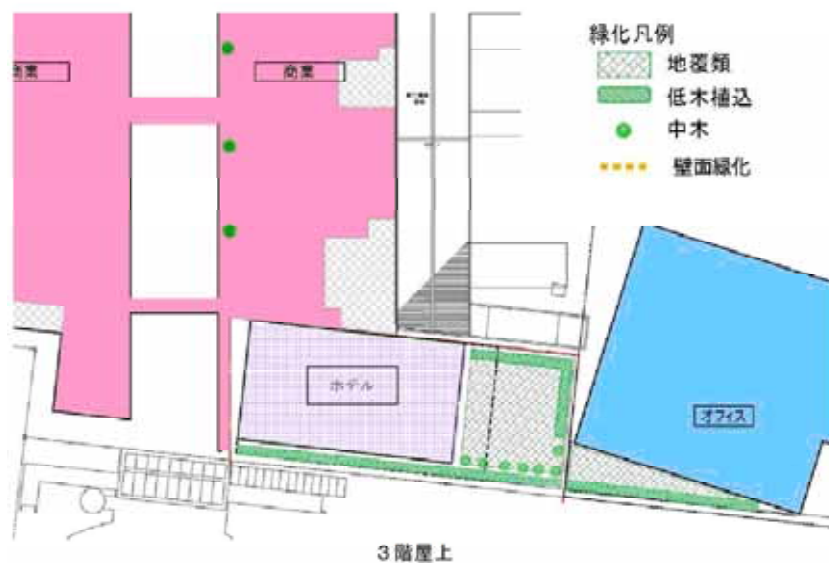 緑化凡例
地覆類
低木植込
中木
壁面緑化
商業
商業
ホテル
オフィス
3階屋上